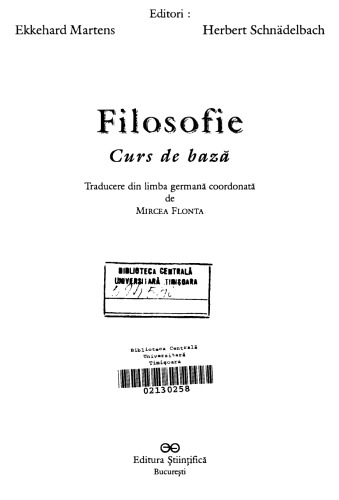 Editori :
Ekkehard Martens Herbert Schnädelbach
Filosofie
Curs de bază
Traducere din limba germană coordonată
de
MIRCEA FLONTA
BIBLIOTECA CENTRALĂ
UNIVERSITARĂ TIMIŞOARA
Biblioteca Centrală
Universitară
Timişoara
02130258
Editura Ştiinţifică
Bucureşti